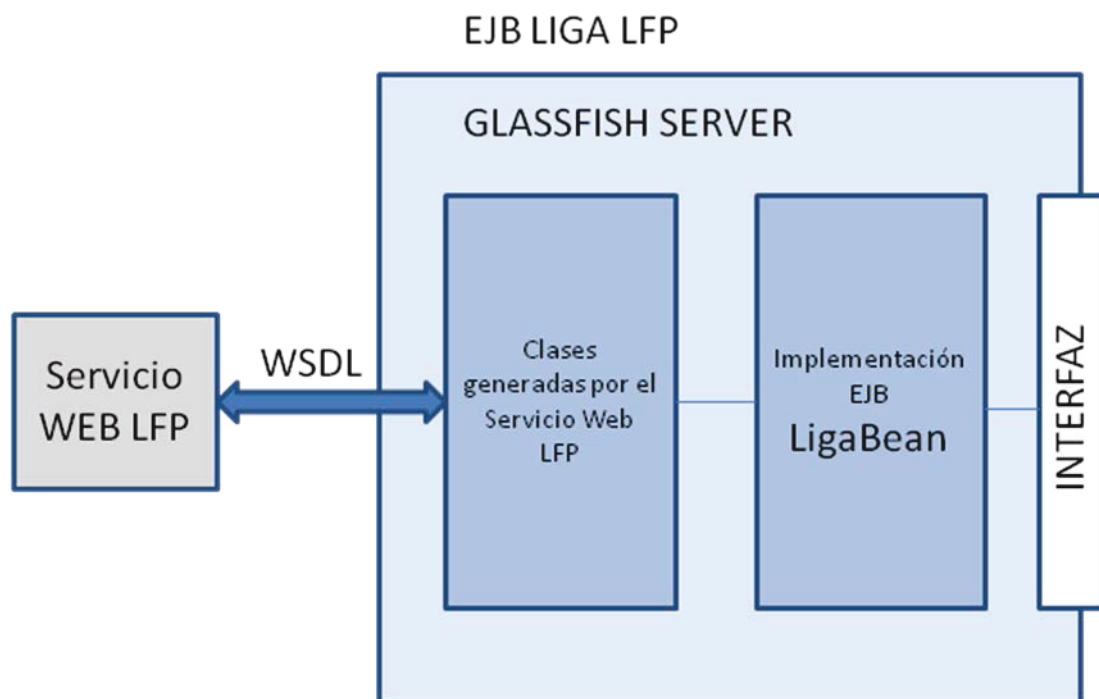 EJB LIGA LFP
GLASSFISH SERVER
Servicio
WEB LFP
WSDL
Clases
generadas por el
Servicio Web
LFP
Implementación
EJB
LigaBean
INTERFAZ